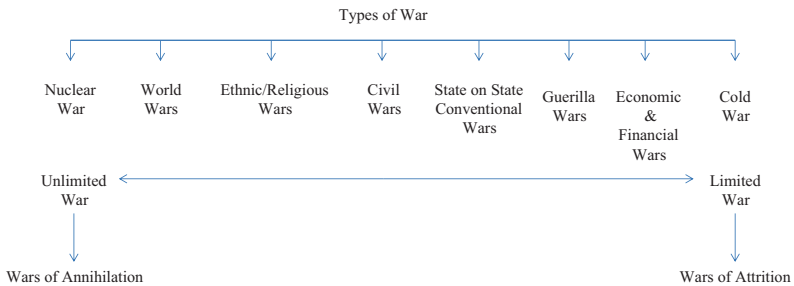 Types of War
Nuclear
War
World
Wars
Ethnic/Religious
Wars
Civil
Wars
State on State
Conventional
Wars
Guerilla
Wars
Economic
&
Financial
Wars
Cold
War
Unlimited
War
Limited
War
Wars of Annihilation
Wars of Attrition